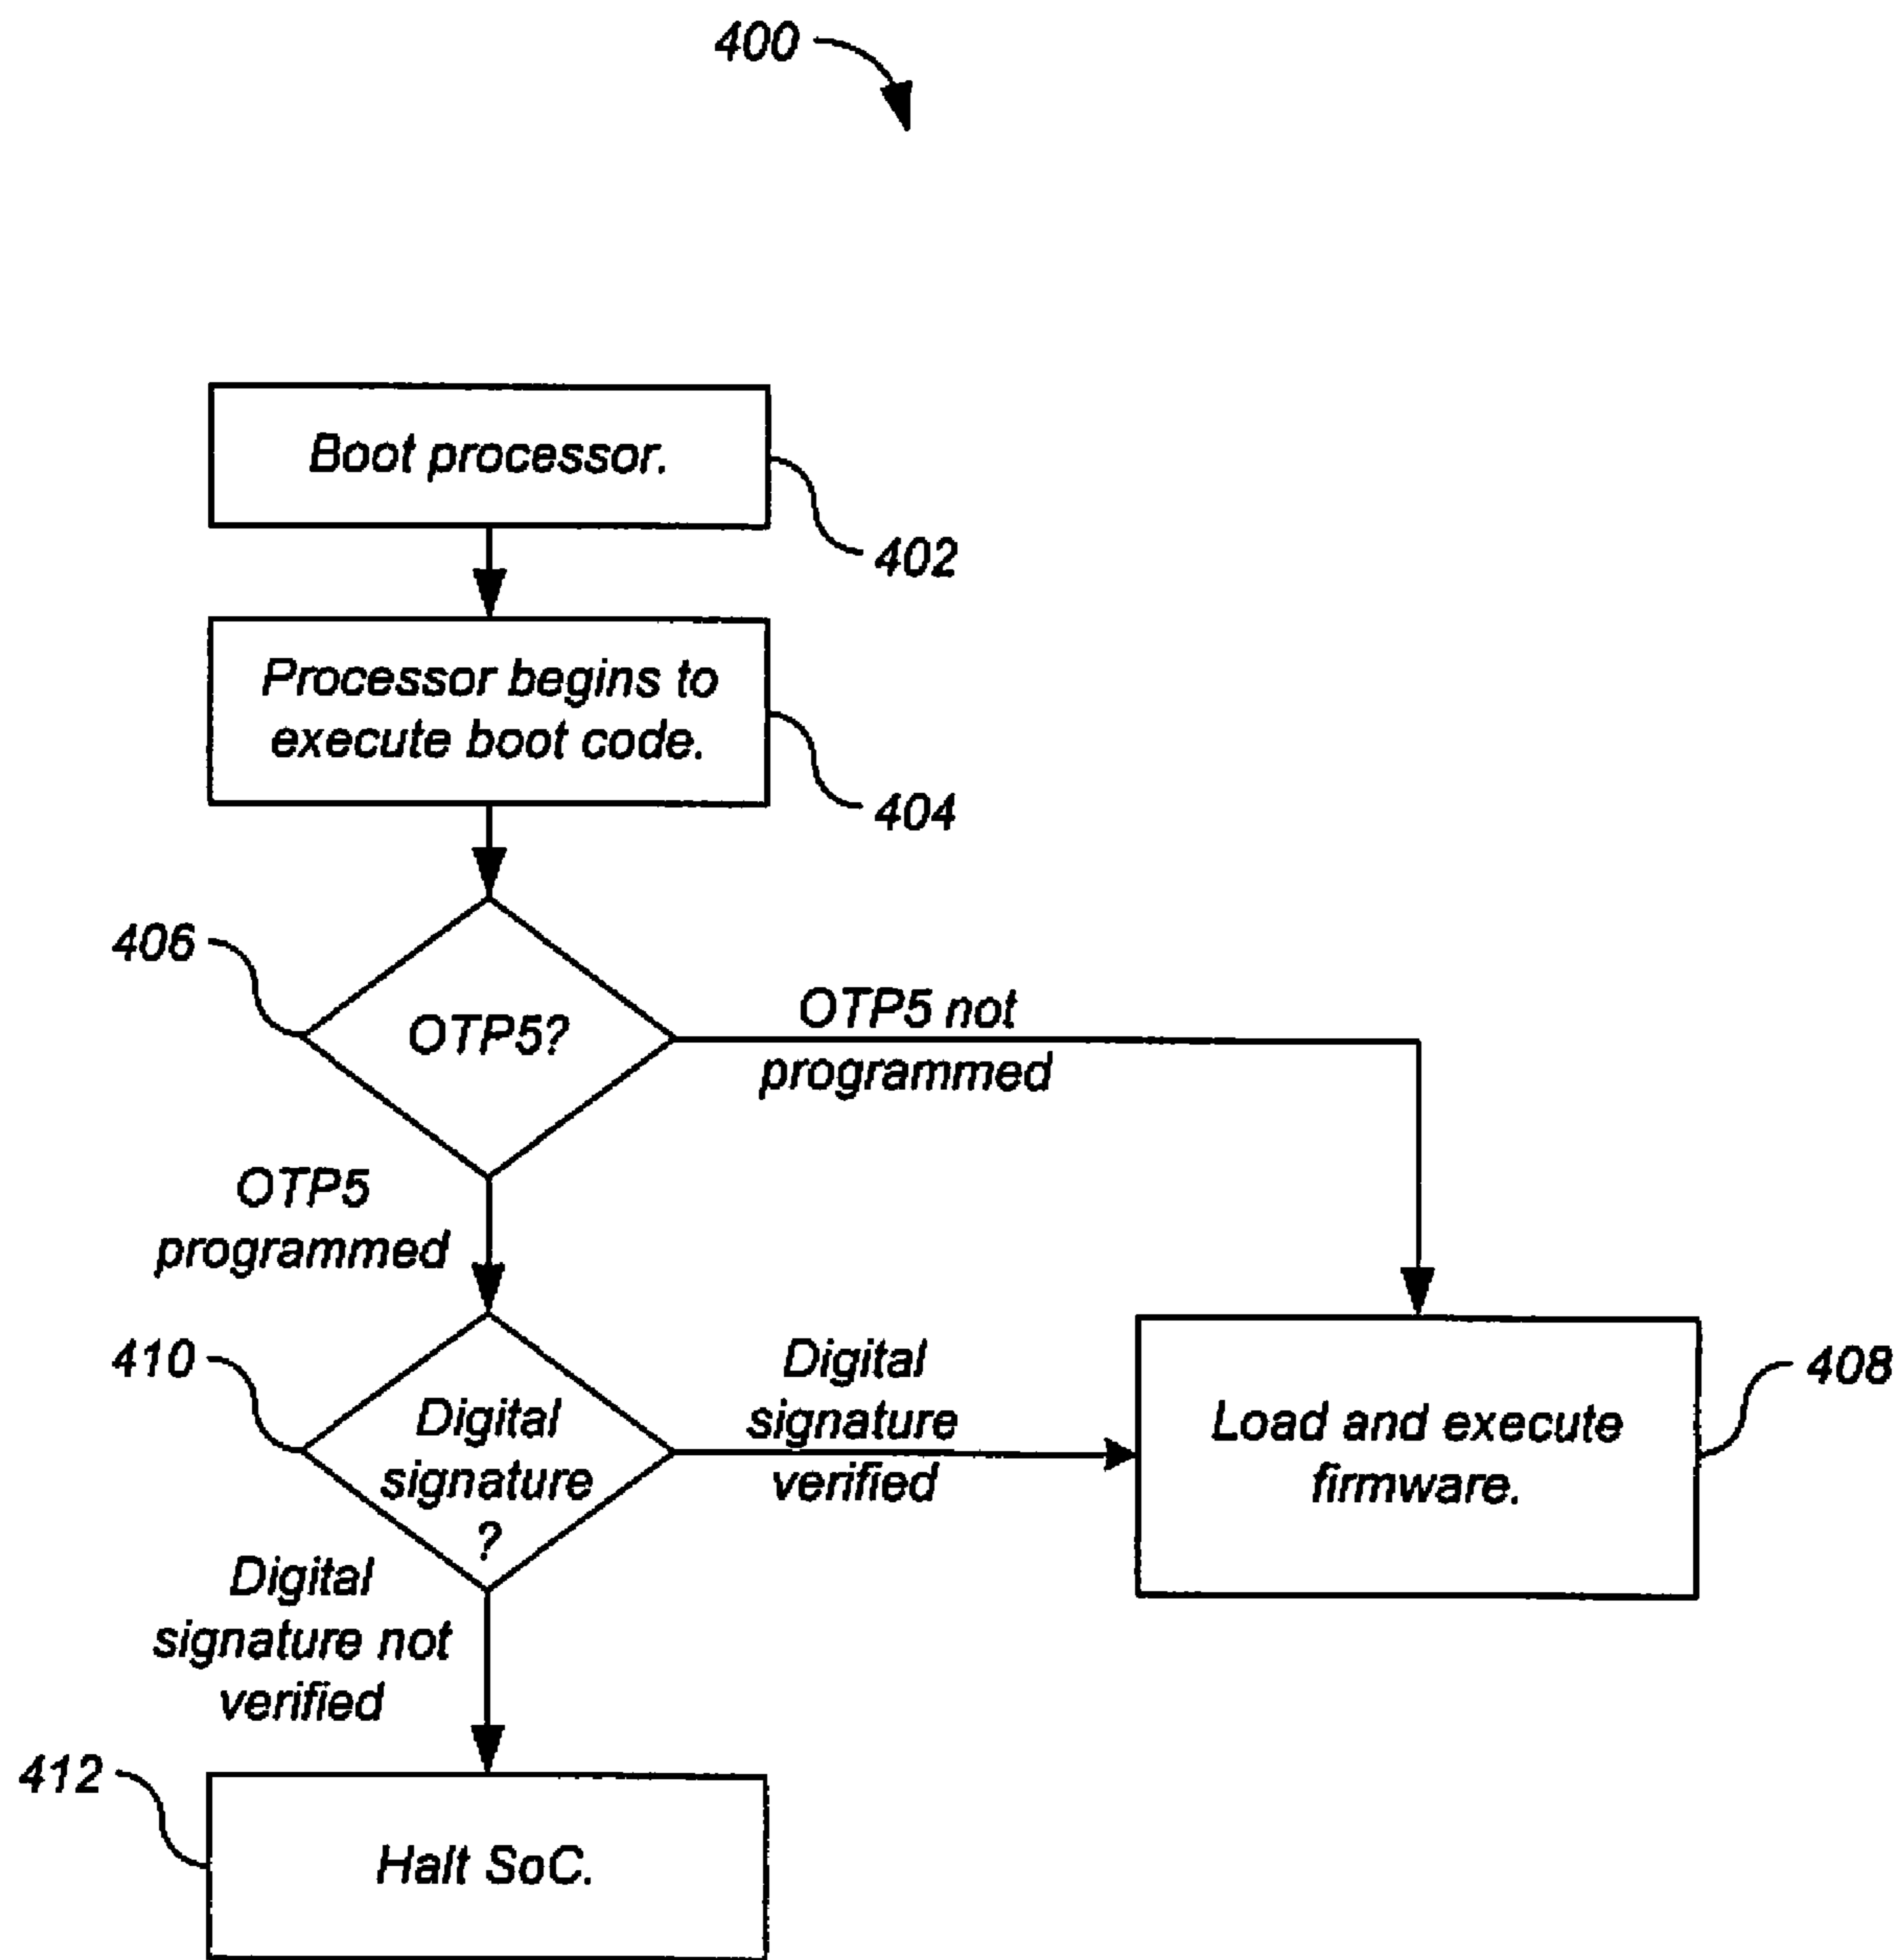 400
Boot processor.
402
Processor begins to
execute boot code.
404
406
OTP5?
OTP5 not
programmed
OTP5
programmed
410
Digital
signature
?
Digital
signature
verified
Load and execute
firmware.
408
Digital
signature not
verified
412
Halt SoC.